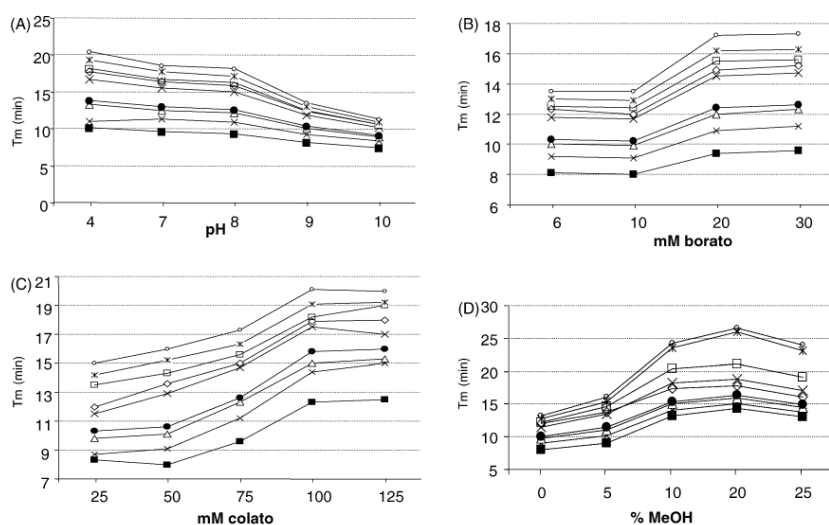 (A)
Tm (min)
25
20
15
10
5
0
4 7 8 9 10
pH
(B)
Tm (min)
18
16
14
12
10
8
6
6 10 20 30
mM borato
(C)
Tm (min)
21
19
17
15
13
11
9
7
25 50 75 100 125
mM colato
(D)
Tm (min)
30
25
20
15
10
5
0 5 10 20 25
% MeOH